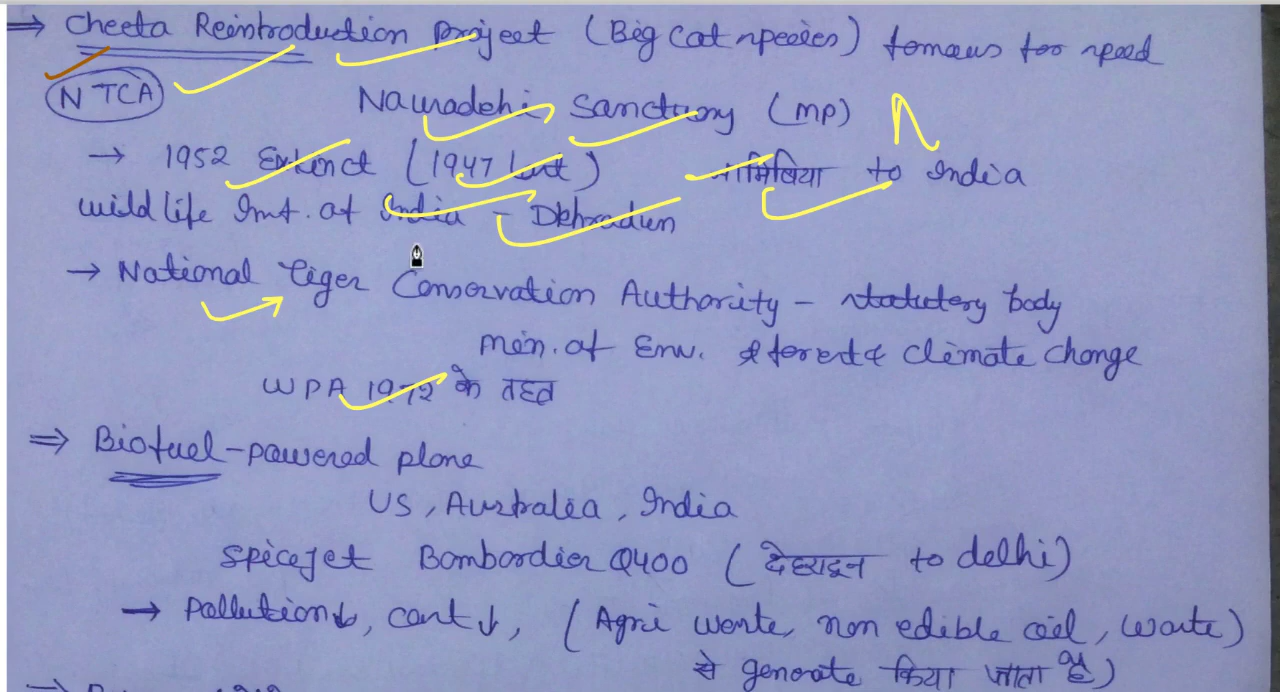 ⇒ Cheeta Reintroduction Project (Big cat species) famous for speed
NTCA Nauradehi Sanctuary (MP)
→ 1952 Extinct (1947 last) नामिबिया to India
wild life Inst. of India - Dehradun
→ National Tiger Conservation Authority - statutory body
Min. of Env. & forest & climate change
WPA 1972 के तहत
⇒ Biofuel-powered plane
US, Australia, India
Spicejet Bombardier Q400 (देहरादून to delhi)
→ Pollution↓, cost↓, (Agri waste, non edible oil, waste)
से generate किया जाता है)